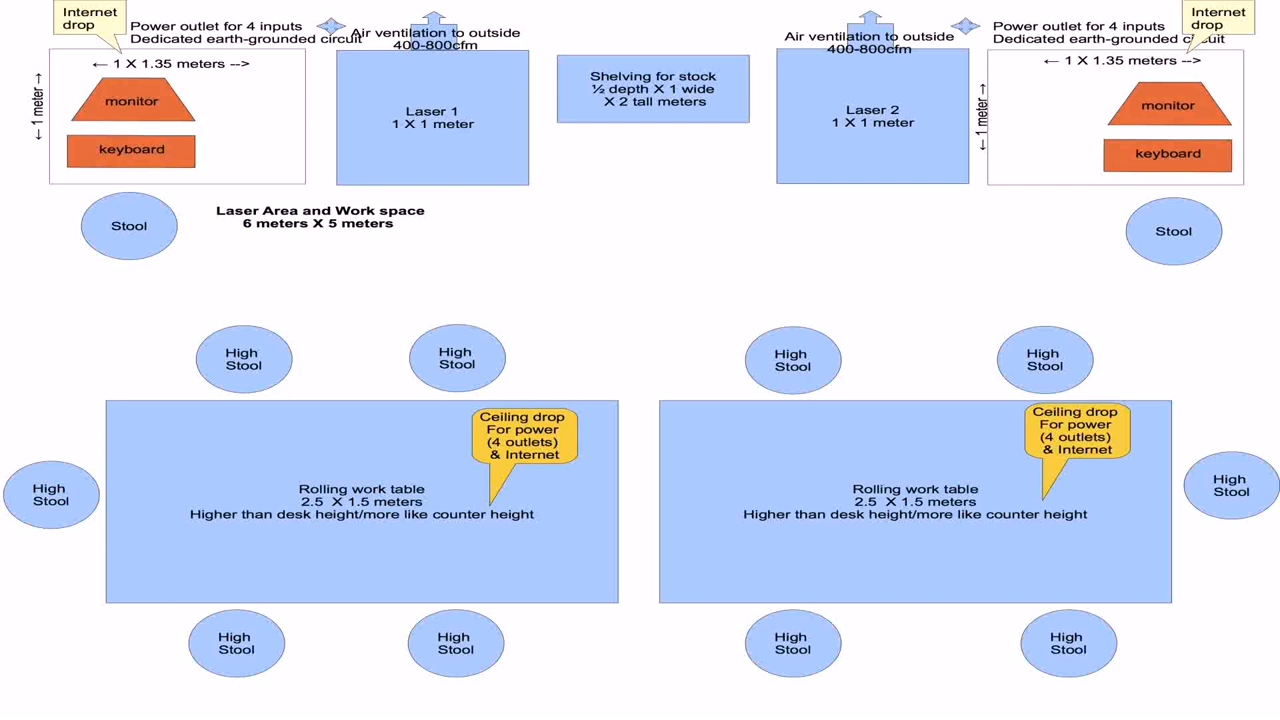 Internet
drop
Power outlet for 4 inputs
Dedicated earth-grounded circuit
Air ventilation to outside
400-800cfm
Air ventilation to outside
400-800cfm
Power outlet for 4 inputs
Dedicated earth-grounded circuit
Internet
drop
← 1 X 1.35 meters -->
← 1 meter →
monitor
keyboard
Laser 1
1 X 1 meter
Shelving for stock
½ depth X 1 wide
X 2 tall meters
Laser 2
1 X 1 meter
← 1 meter →
← 1 X 1.35 meters -->
monitor
keyboard
Stool
Laser Area and Work space
6 meters X 5 meters
Stool
High
Stool
High
Stool
High
Stool
High
Stool
Ceiling drop
For power
(4 outlets)
& Internet
Ceiling drop
For power
(4 outlets)
& Internet
High
Stool
Rolling work table
2.5 X 1.5 meters
Higher than desk height/more like counter height
Rolling work table
2.5 X 1.5 meters
Higher than desk height/more like counter height
High
Stool
High
Stool
High
Stool
High
Stool
High
Stool